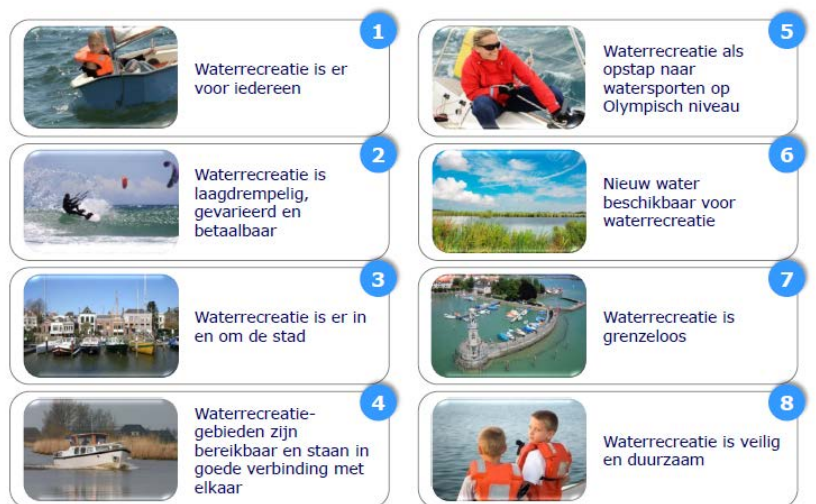 1
Waterrecreatie is er
voor iedereen
2
Waterrecreatie is
laagdrempelig,
gevarieerd en
betaalbaar
3
Waterrecreatie is er in
en om de stad
4
Waterrecreatie-
gebieden zijn
bereikbaar en staan in
goede verbinding met
elkaar
5
Waterrecreatie als
opstap naar
watersporten op
Olympisch niveau
6
Nieuw water
beschikbaar voor
waterrecreatie
7
Waterrecreatie is
grenzeloos
8
Waterrecreatie is veilig
en duurzaam